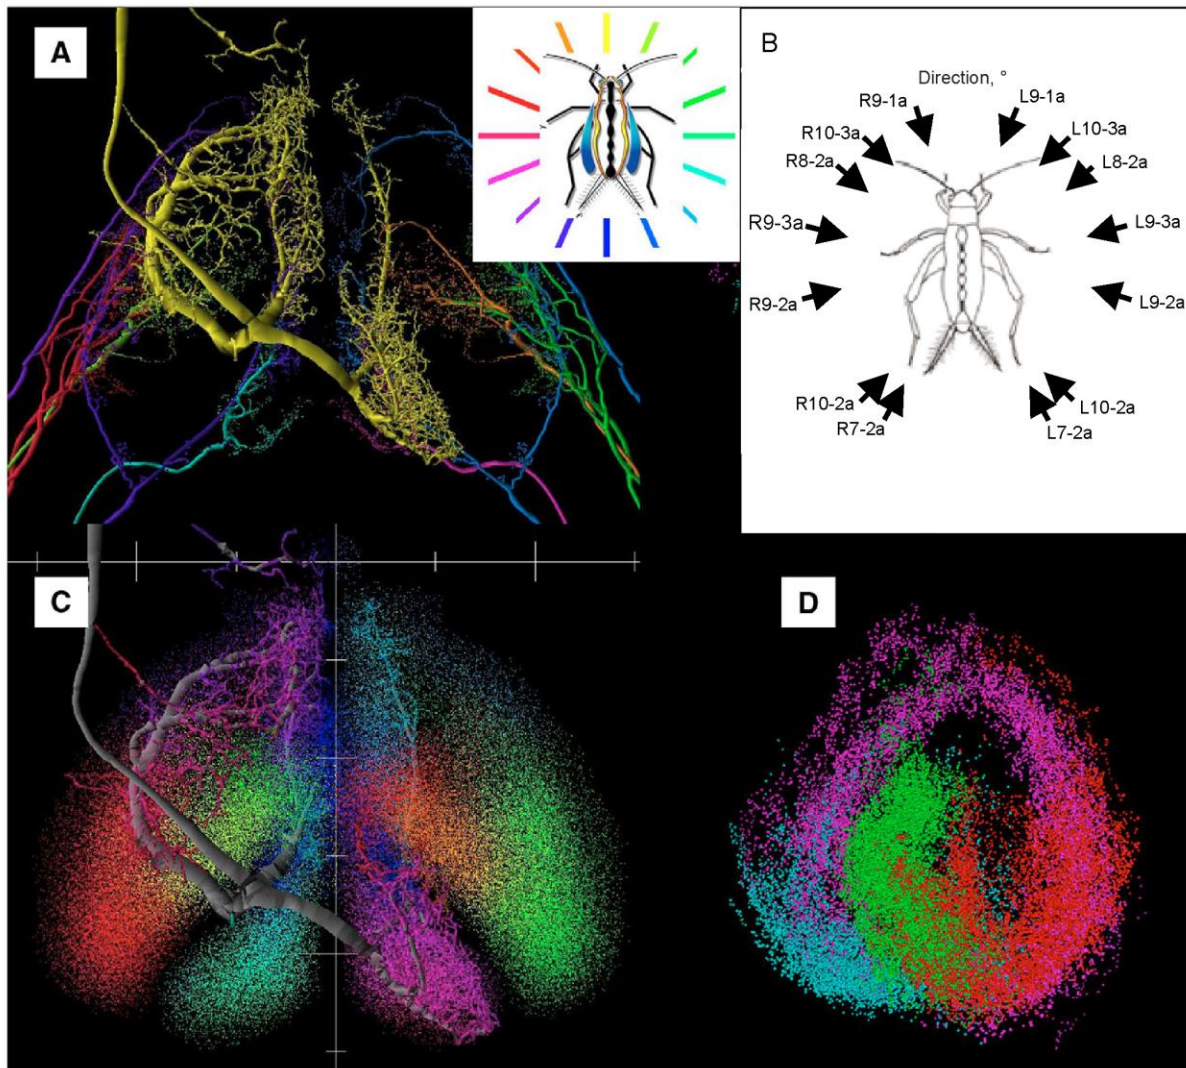 A
B
Direction, °
R9-1a
L9-1a
R10-3a
L10-3a
R8-2a
L8-2a
R9-3a
L9-3a
R9-2a
L9-2a
R10-2a
L10-2a
R7-2a
L7-2a
C
D